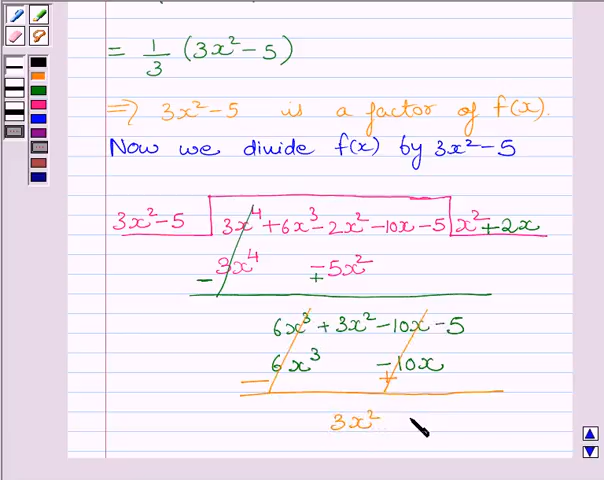 = 1/3 (3x² - 5)
⇒ 3x² - 5 is a factor of f(x).
Now we divide f(x) by 3x² - 5
3x² - 5 3x⁴ + 6x³ - 2x² - 10x - 5 x² + 2x
- 3x⁴ -+ 5x²
6x³ + 3x² - 10x - 5
- 6x³ -+ 10x
3x²